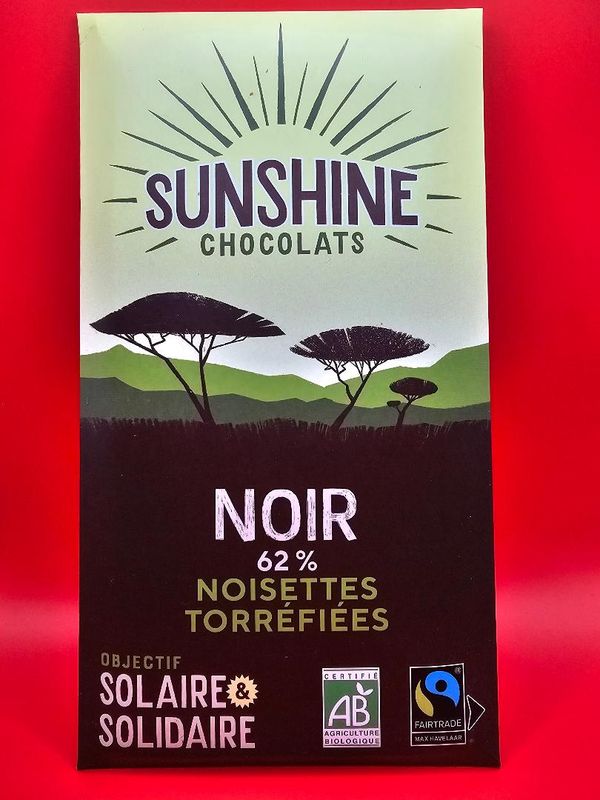 SUNSHINE
CHOCOLATS
NOIR
62 %
NOISETTES
TORRÉFIÉES
OBJECTIF
SOLAIRE &
SOLIDAIRE
CERTIFIÉ
AB
AGRICULTURE
BIOLOGIQUE
®
FAIRTRADE
MAX HAVELAAR